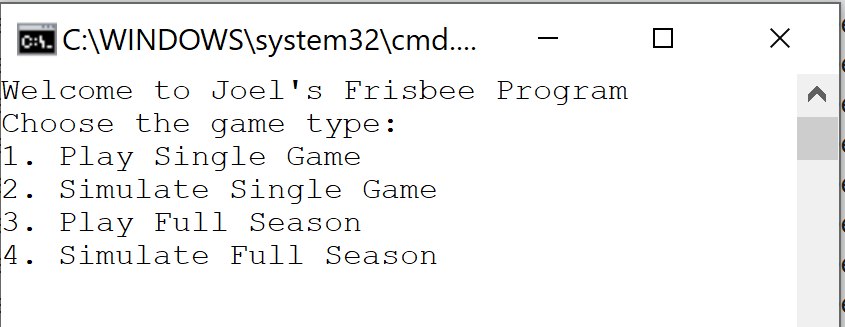 C:\WINDOWS\system32\cmd....
Welcome to Joel's Frisbee Program
Choose the game type:
1. Play Single Game
2. Simulate Single Game
3. Play Full Season
4. Simulate Full Season